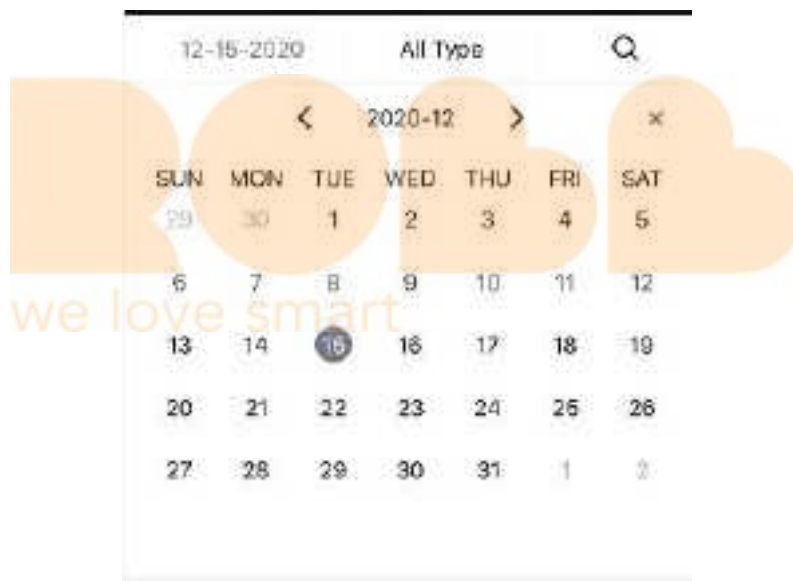 12-15-2020 All Type
< 2020-12 > ×
SUN MON TUE WED THU FRI SAT
29 30 1 2 3 4 5
6 7 8 9 10 11 12
we love smart
13 14 15 16 17 18 19
20 21 22 23 24 25 26
27 28 29 30 31 1 2